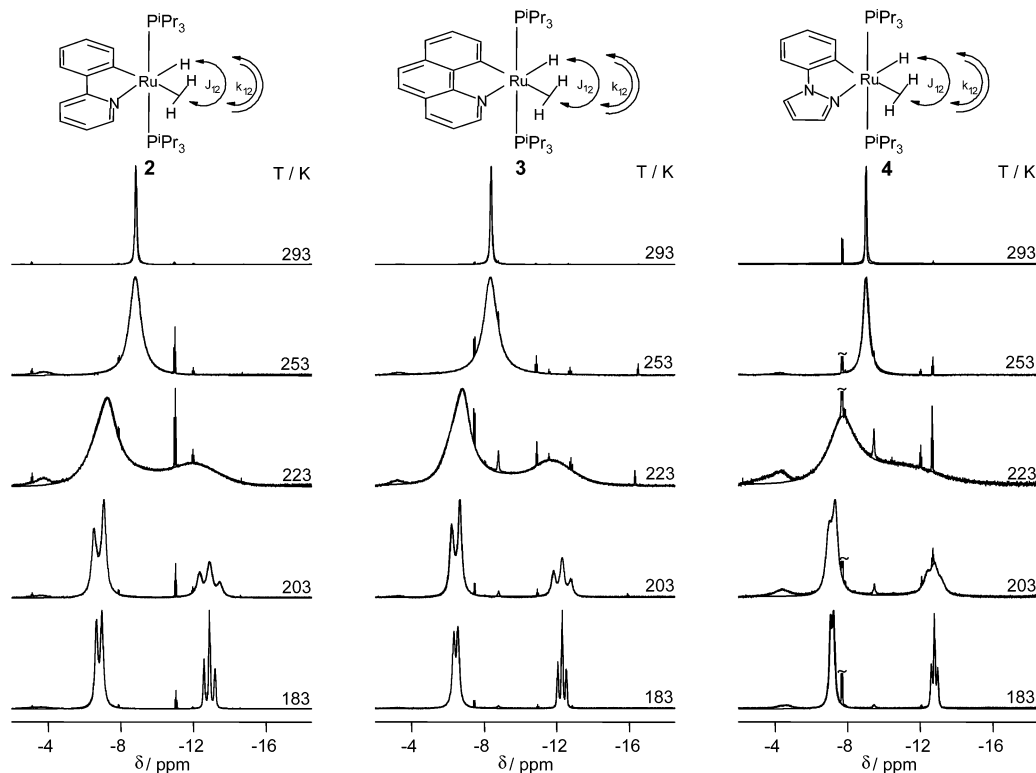 PⁱPr₃
H
Ru
H
J₁₂
k₁₂
N
H
PⁱPr₃
2
T / K
293
253
223
203
183
-4 -8 -12 -16
δ / ppm
PⁱPr₃
H
Ru
H
J₁₂
k₁₂
N
H
PⁱPr₃
3
T / K
293
253
223
203
183
-4 -8 -12 -16
δ / ppm
PⁱPr₃
H
Ru
H
J₁₂
k₁₂
N
N
H
PⁱPr₃
4
T / K
293
~
253
~
223
~
203
~
183
-4 -8 -12 -16
δ / ppm